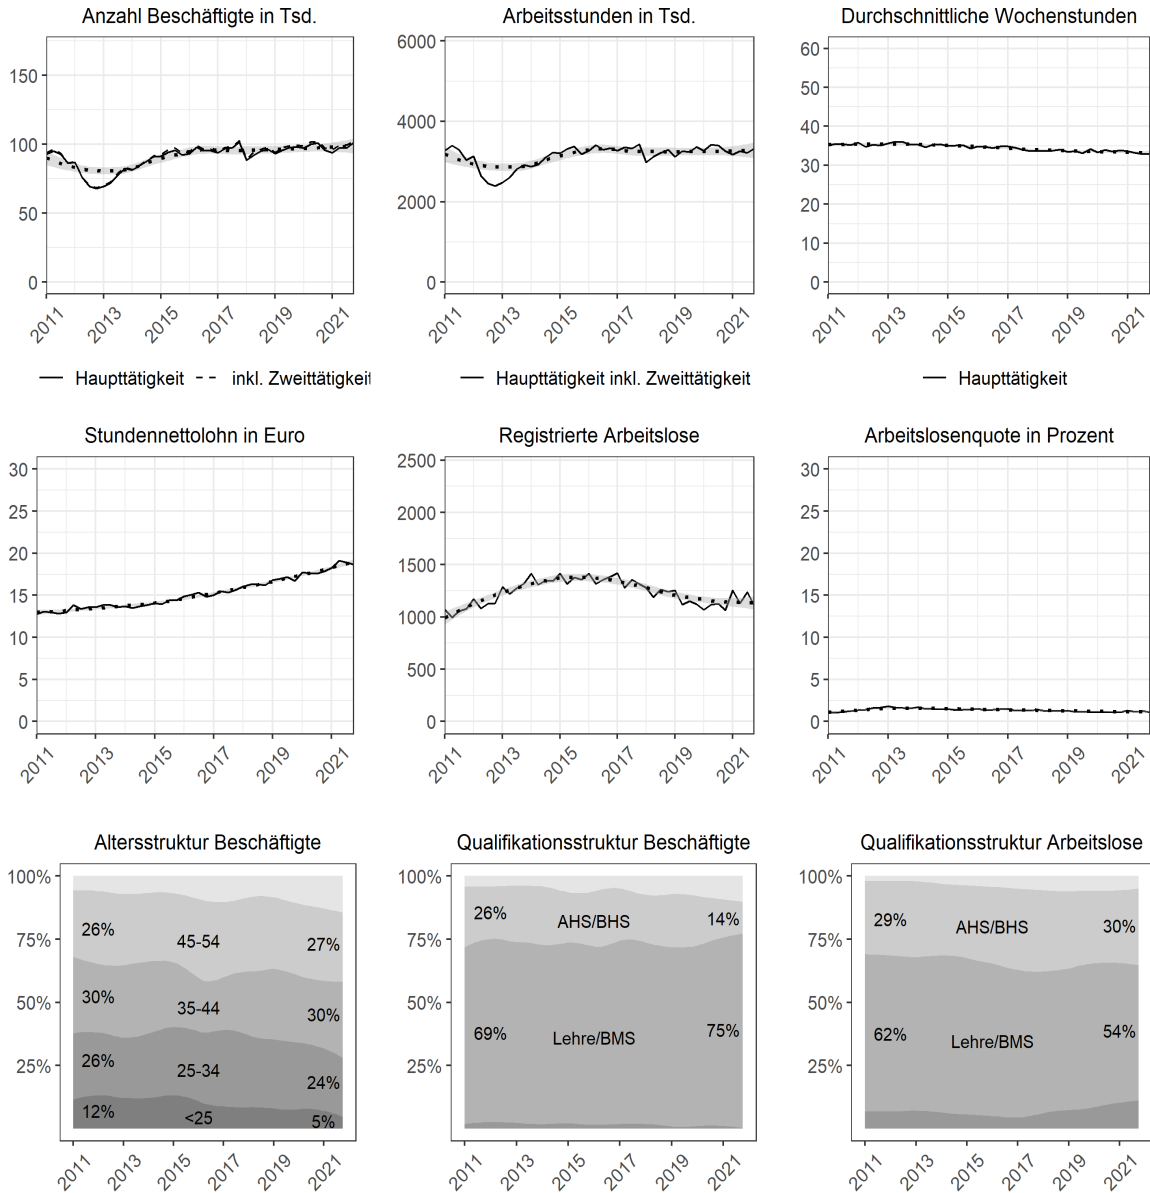 Anzahl Beschäftigte in Tsd.
150
100
50
0
2011 2013 2015 2017 2019 2021
Haupttätigkeit inkl. Zweittätigkeit
Arbeitsstunden in Tsd.
6000
4000
2000
0
2011 2013 2015 2017 2019 2021
Haupttätigkeit inkl. Zweittätigkeit
Durchschnittliche Wochenstunden
60
50
40
30
20
10
0
2011 2013 2015 2017 2019 2021
Haupttätigkeit
Stundennettolohn in Euro
30
25
20
15
10
5
0
2011 2013 2015 2017 2019 2021
Registrierte Arbeitslose
2500
2000
1500
1000
500
0
2011 2013 2015 2017 2019 2021
Arbeitslosenquote in Prozent
30
25
20
15
10
5
0
2011 2013 2015 2017 2019 2021
Altersstruktur Beschäftigte
100%
75%
50%
25%
26% 45-54 27%
30% 35-44 30%
26% 25-34 24%
12% <25 5%
2011 2013 2015 2017 2019 2021
Qualifikationsstruktur Beschäftigte
100%
75%
50%
25%
26% AHS/BHS 14%
69% Lehre/BMS 75%
2011 2013 2015 2017 2019 2021
Qualifikationsstruktur Arbeitslose
100%
75%
50%
25%
29% AHS/BHS 30%
62% Lehre/BMS 54%
2011 2013 2015 2017 2019 2021